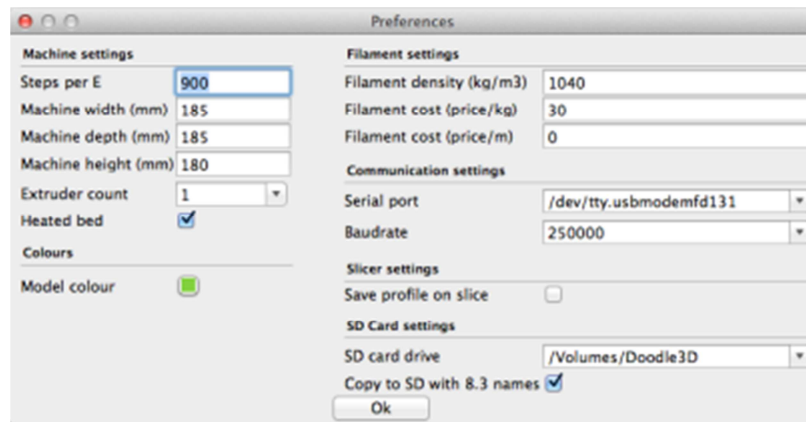 Preferences
Machine settings
Steps per E 900
Machine width (mm) 185
Machine depth (mm) 185
Machine height (mm) 180
Extruder count 1
Heated bed
Colours
Model colour
Filament settings
Filament density (kg/m3) 1040
Filament cost (price/kg) 30
Filament cost (price/m) 0
Communication settings
Serial port /dev/tty.usbmodemfd131
Baudrate 250000
Slicer settings
Save profile on slice
SD Card settings
SD card drive /Volumes/Doodle3D
Copy to SD with 8.3 names
Ok